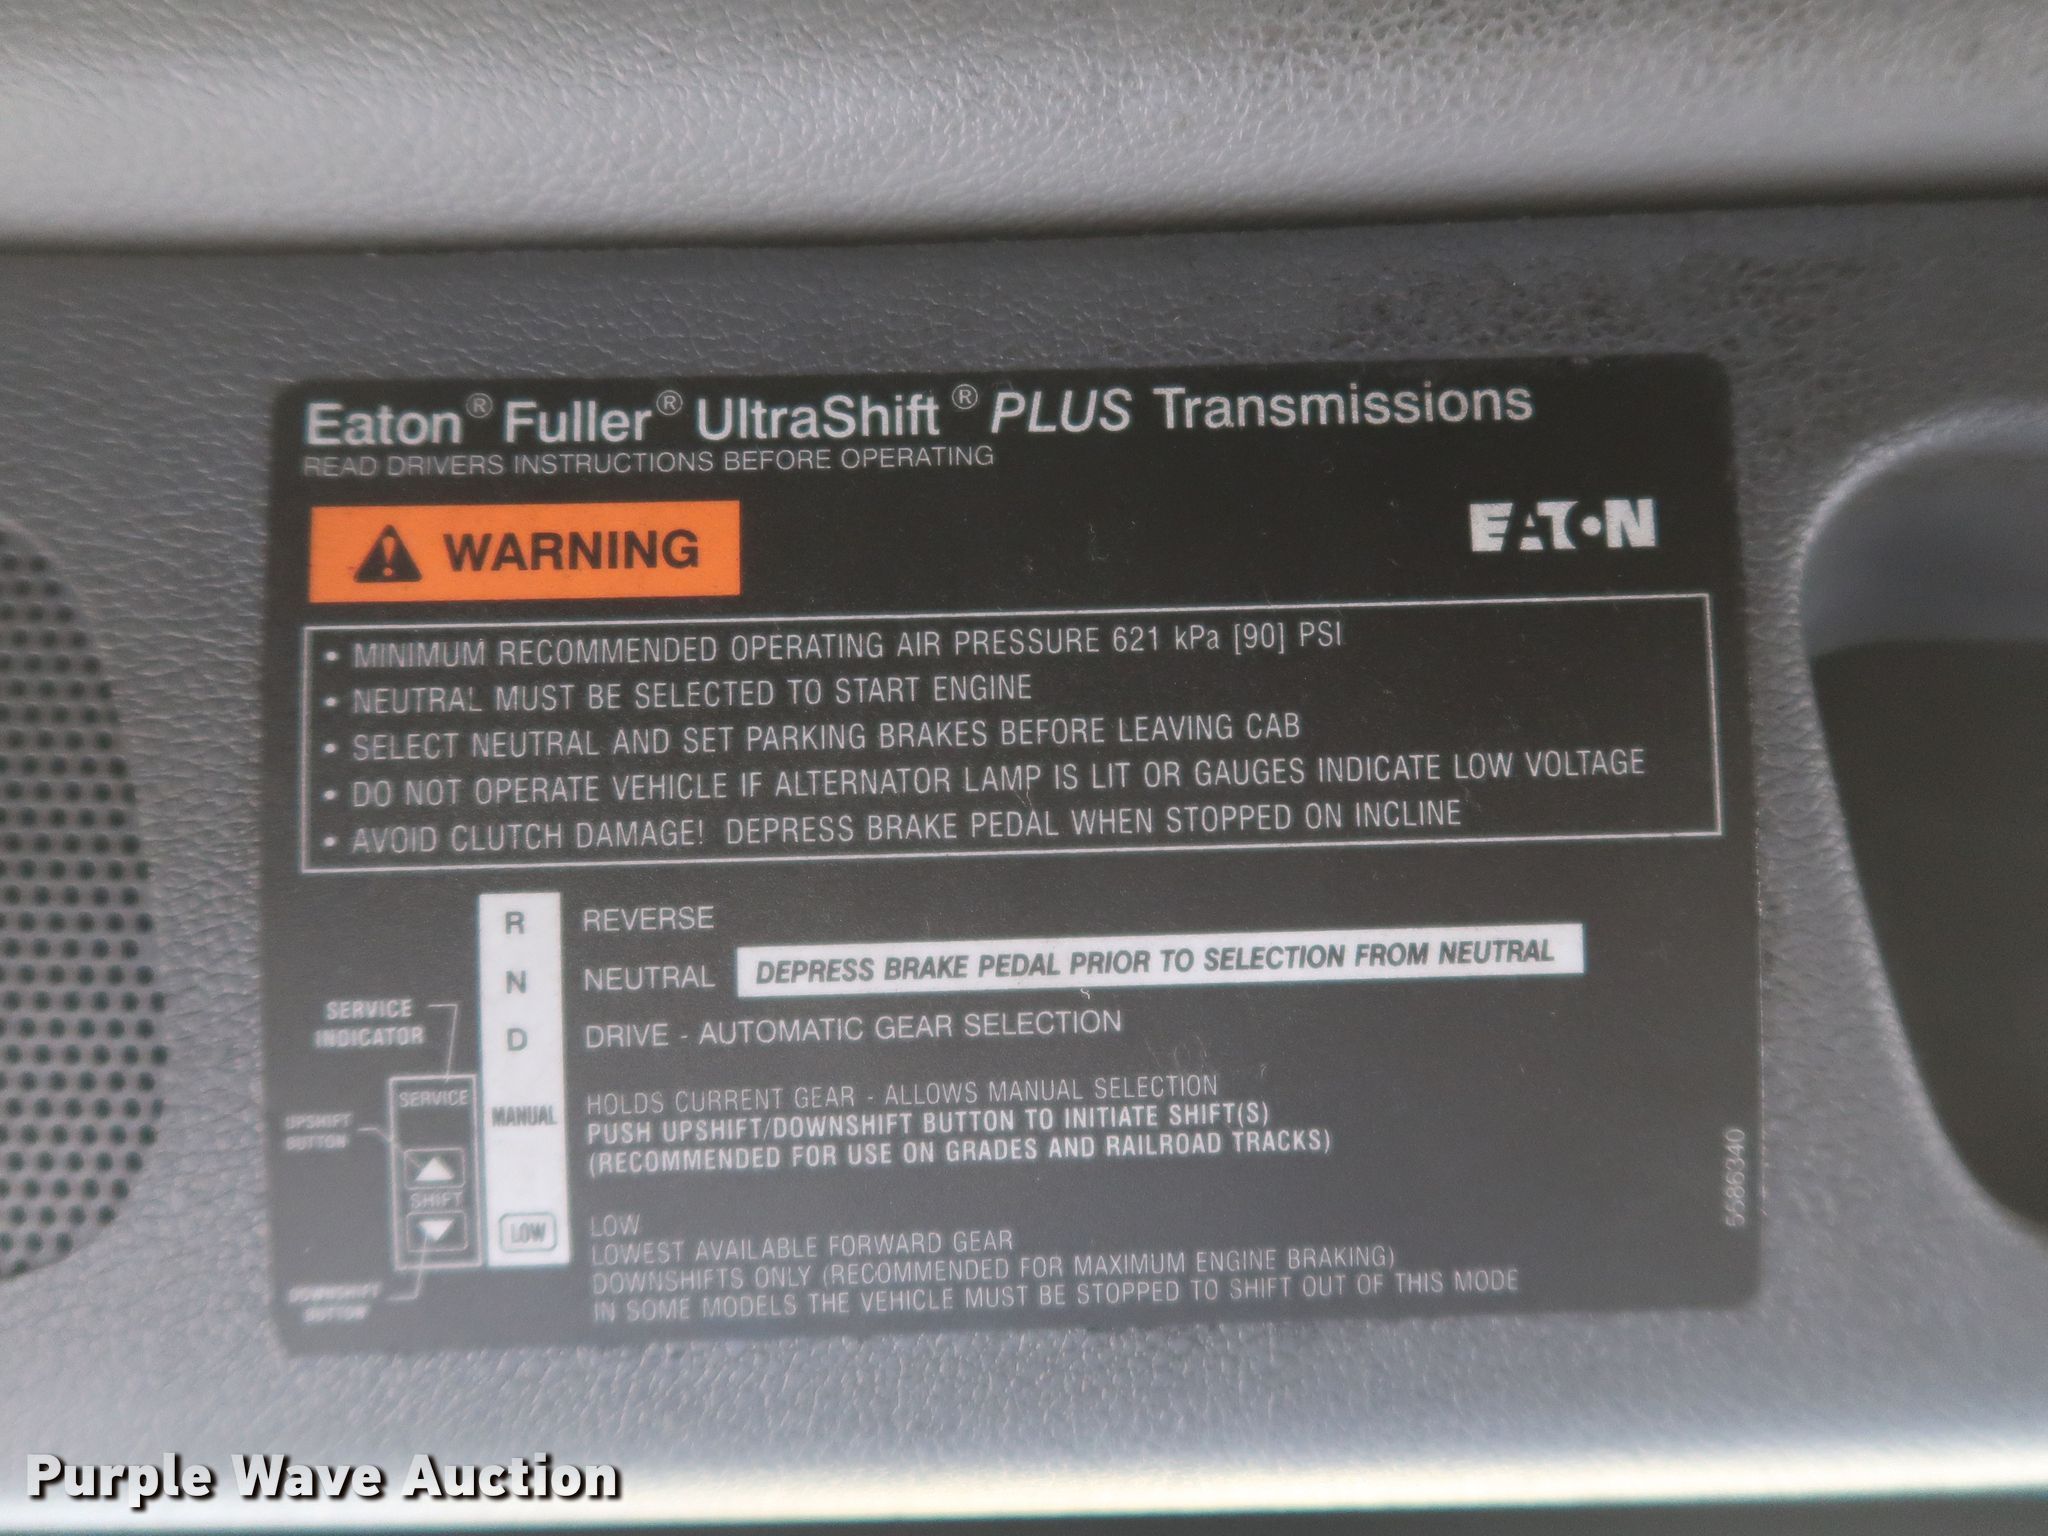 Eaton® Fuller® UltraShift® PLUS Transmissions
READ DRIVERS INSTRUCTIONS BEFORE OPERATING
WARNING
EATON
• MINIMUM RECOMMENDED OPERATING AIR PRESSURE 621 kPa [90] PSI
• NEUTRAL MUST BE SELECTED TO START ENGINE
• SELECT NEUTRAL AND SET PARKING BRAKES BEFORE LEAVING CAB
• DO NOT OPERATE VEHICLE IF ALTERNATOR LAMP IS LIT OR GAUGES INDICATE LOW VOLTAGE
• AVOID CLUTCH DAMAGE! DEPRESS BRAKE PEDAL WHEN STOPPED ON INCLINE
R REVERSE
N NEUTRAL DEPRESS BRAKE PEDAL PRIOR TO SELECTION FROM NEUTRAL
D DRIVE - AUTOMATIC GEAR SELECTION
SERVICE
INDICATOR
SERVICE
UPSHIFT
BUTTON
SHIFT
DOWNSHIFT
BUTTON
MANUAL
HOLDS CURRENT GEAR - ALLOWS MANUAL SELECTION
PUSH UPSHIFT/DOWNSHIFT BUTTON TO INITIATE SHIFT(S)
(RECOMMENDED FOR USE ON GRADES AND RAILROAD TRACKS)
LOW
LOW
LOWEST AVAILABLE FORWARD GEAR
DOWNSHIFTS ONLY (RECOMMENDED FOR MAXIMUM ENGINE BRAKING)
IN SOME MODELS THE VEHICLE MUST BE STOPPED TO SHIFT OUT OF THIS MODE
5586340
Purple Wave Auction